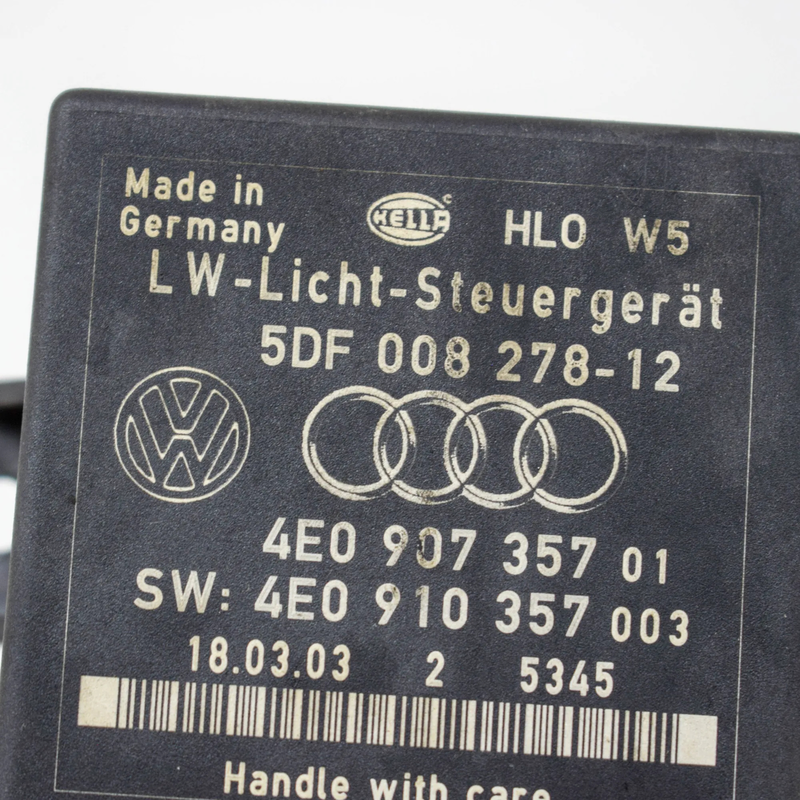 Made in
Germany
HELLA HLO W5
LW-Licht-Steuergerät
5DF 008 278-12
4E0 907 357 01
SW: 4E0 910 357 003
18.03.03 2 5345
Handle with care